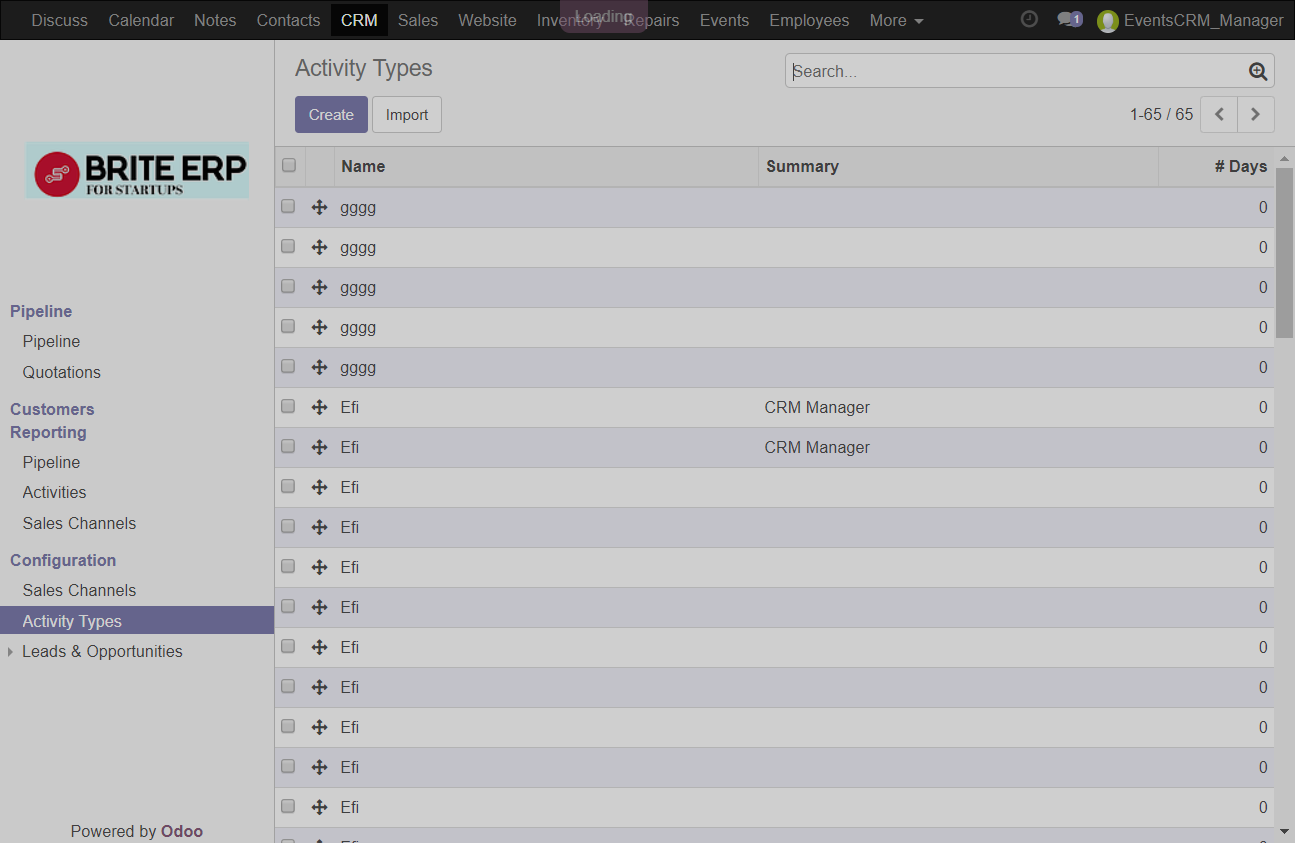 Discuss Calendar Notes Contacts CRM Sales Website Inventory Repairs Events Employees More 1 EventsCRM_Manager
Loading
BRITE ERP
FOR STARTUPS
Pipeline
Pipeline
Quotations
Customers
Reporting
Pipeline
Activities
Sales Channels
Configuration
Sales Channels
Activity Types
Leads & Opportunities
Powered by Odoo
Activity Types
Search...
Create Import
1-65 / 65
Name Summary # Days
gggg 0
gggg 0
gggg 0
gggg 0
gggg 0
Efi CRM Manager 0
Efi CRM Manager 0
Efi 0
Efi 0
Efi 0
Efi 0
Efi 0
Efi 0
Efi 0
Efi 0
Efi 0